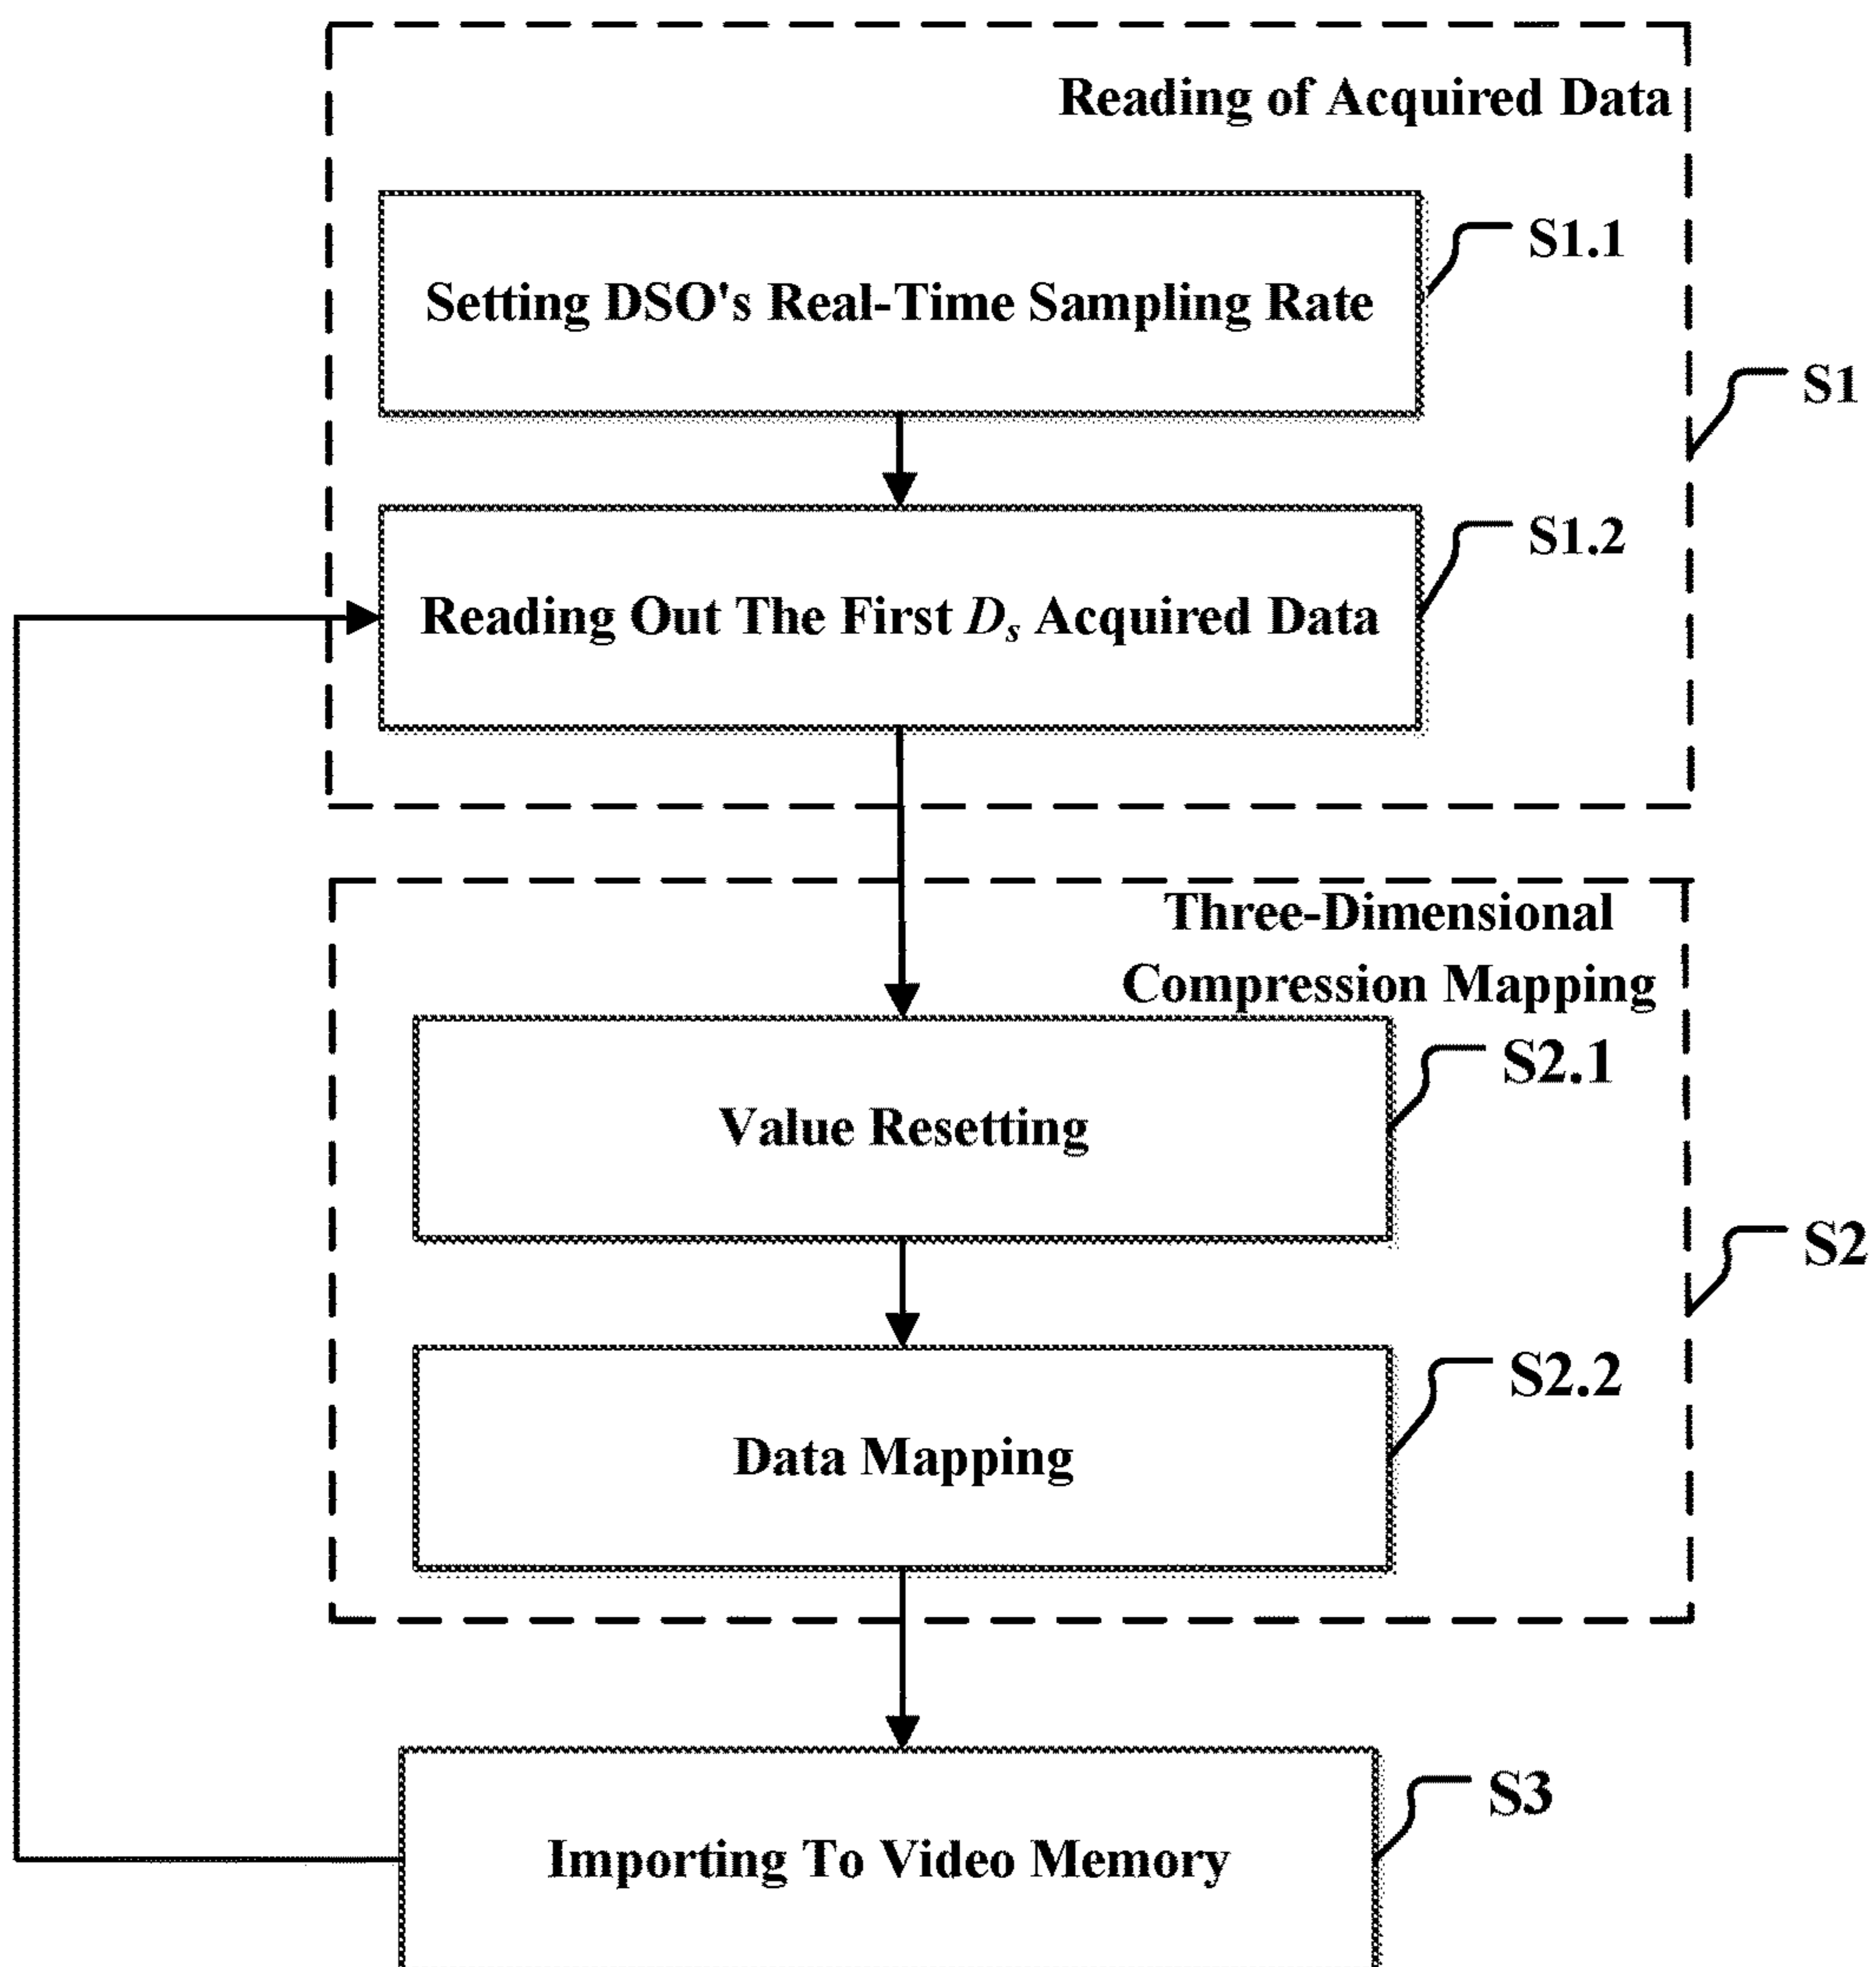 Reading of Acquired Data
S1.1
Setting DSO's Real-Time Sampling Rate
S1
S1.2
Reading Out The First Ds Acquired Data
Three-Dimensional
Compression Mapping
S2.1
Value Resetting
S2
S2.2
Data Mapping
S3
Importing To Video Memory